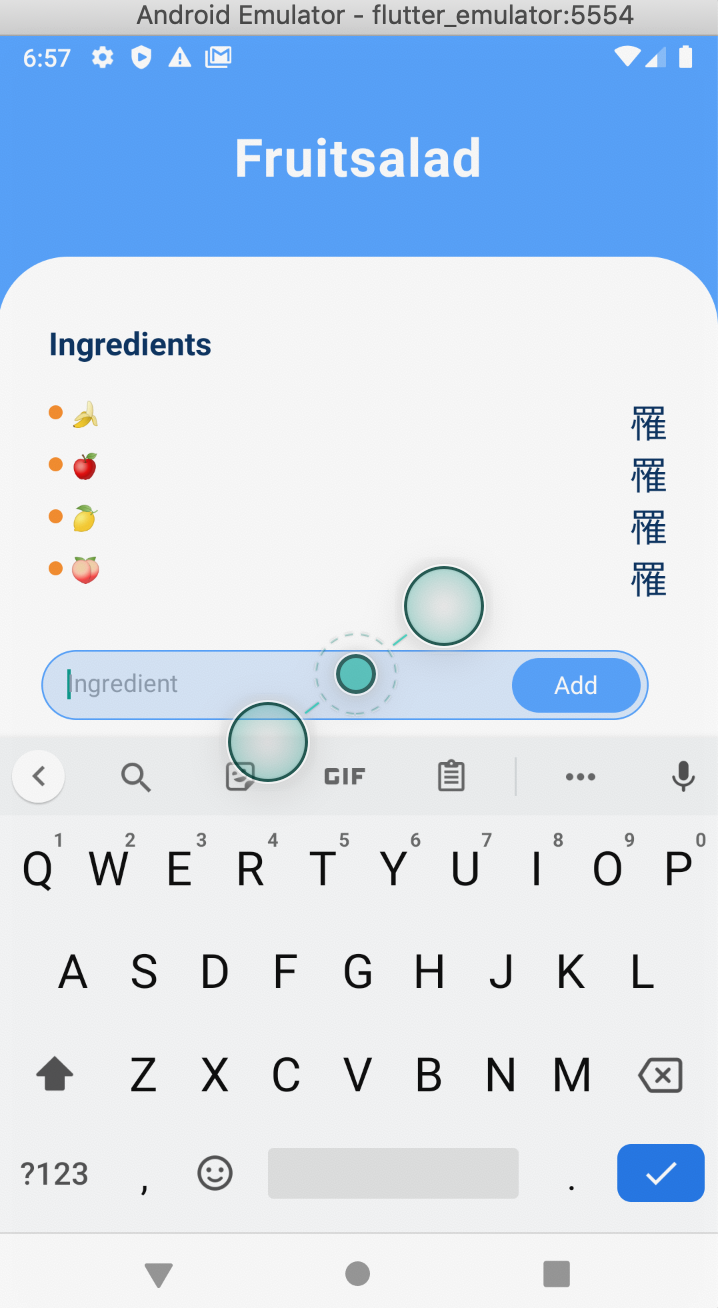 Android Emulator - flutter_emulator:5554
6:57
Fruitsalad
Ingredients
🍌 罹
🍎 罹
🍋 罹
🍑 罹
Ingredient Add
GIF
1 2 3 4 5 6 7 8 9 0
Q W E R T Y U I O P
A S D F G H J K L
Z X C V B N M
?123 , .